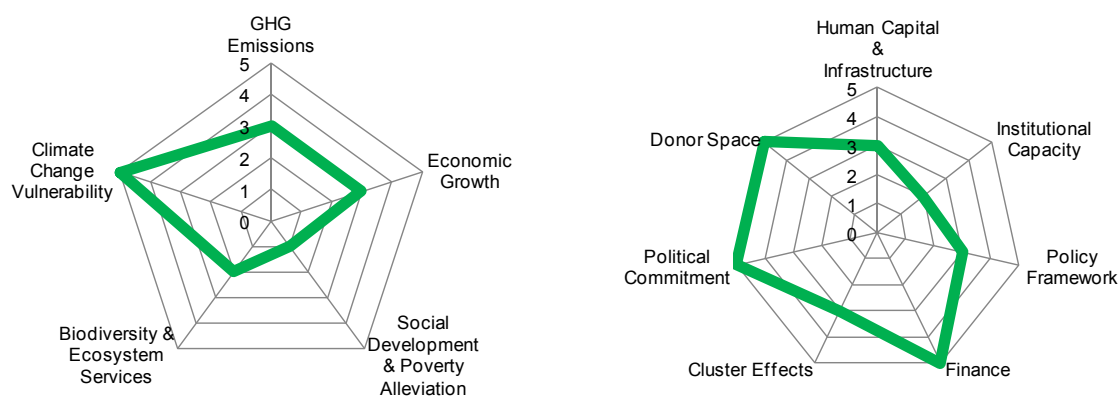 GHG
Emissions
5
4
3
2
1
0
Economic
Growth
Social
Development
& Poverty
Alleviation
Biodiversity &
Ecosystem
Services
Climate
Change
Vulnerability
Human Capital
&
Infrastructure
5
4
3
2
1
0
Institutional
Capacity
Policy
Framework
Finance
Cluster Effects
Political
Commitment
Donor Space